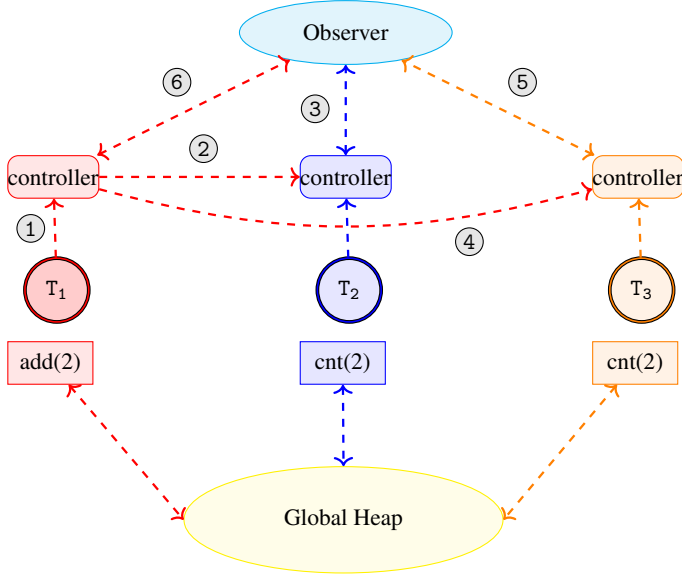 Observer
6
5
3
2
controller
controller
controller
1
4
T1
T2
T3
add(2)
cnt(2)
cnt(2)
Global Heap